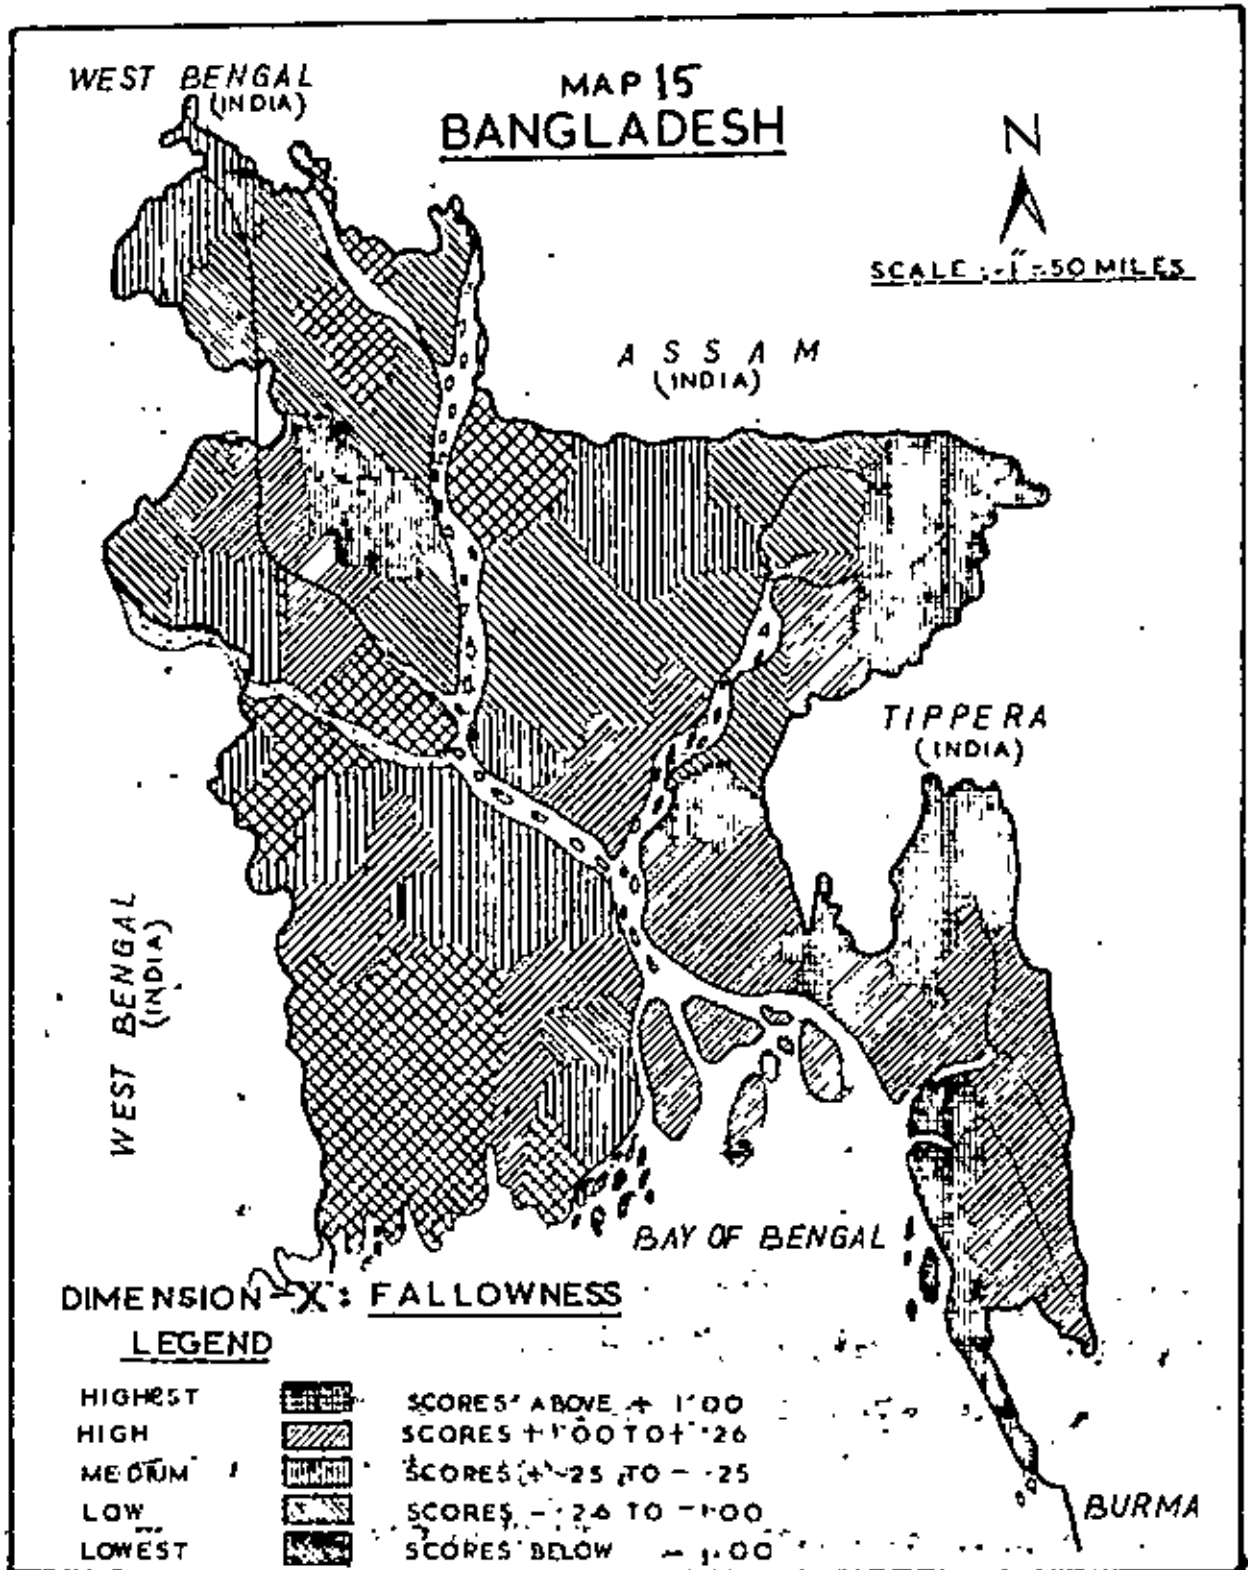 WEST BENGAL
(INDIA)
MAP 15
BANGLADESH
N
SCALE :-1"=50 MILES
ASSAM
(INDIA)
TIPPERA
(INDIA)
WEST BENGAL
(INDIA)
BAY OF BENGAL
DIMENSION-X: FALLOWNESS
LEGEND
HIGHEST SCORES ABOVE + 1.00
HIGH SCORES +1.00 TO + .26
MEDIUM SCORES + .25 TO - .25
LOW SCORES - .26 TO -1.00
LOWEST SCORES BELOW - 1.00
BURMA